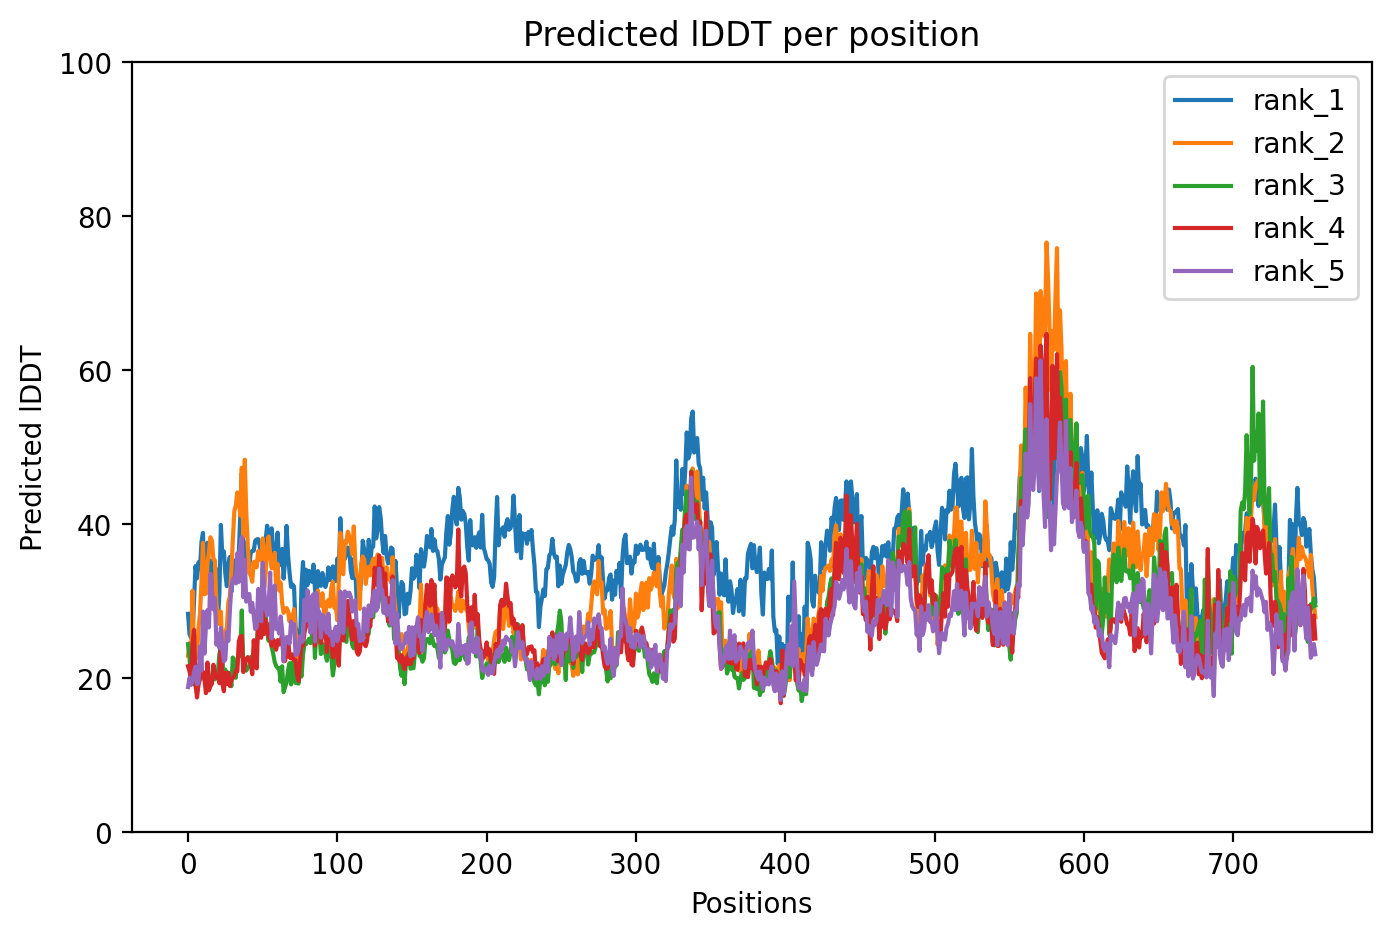 Predicted lDDT per position
Predicted lDDT
100
80
60
40
20
0
rank_1
rank_2
rank_3
rank_4
rank_5
0 100 200 300 400 500 600 700
Positions